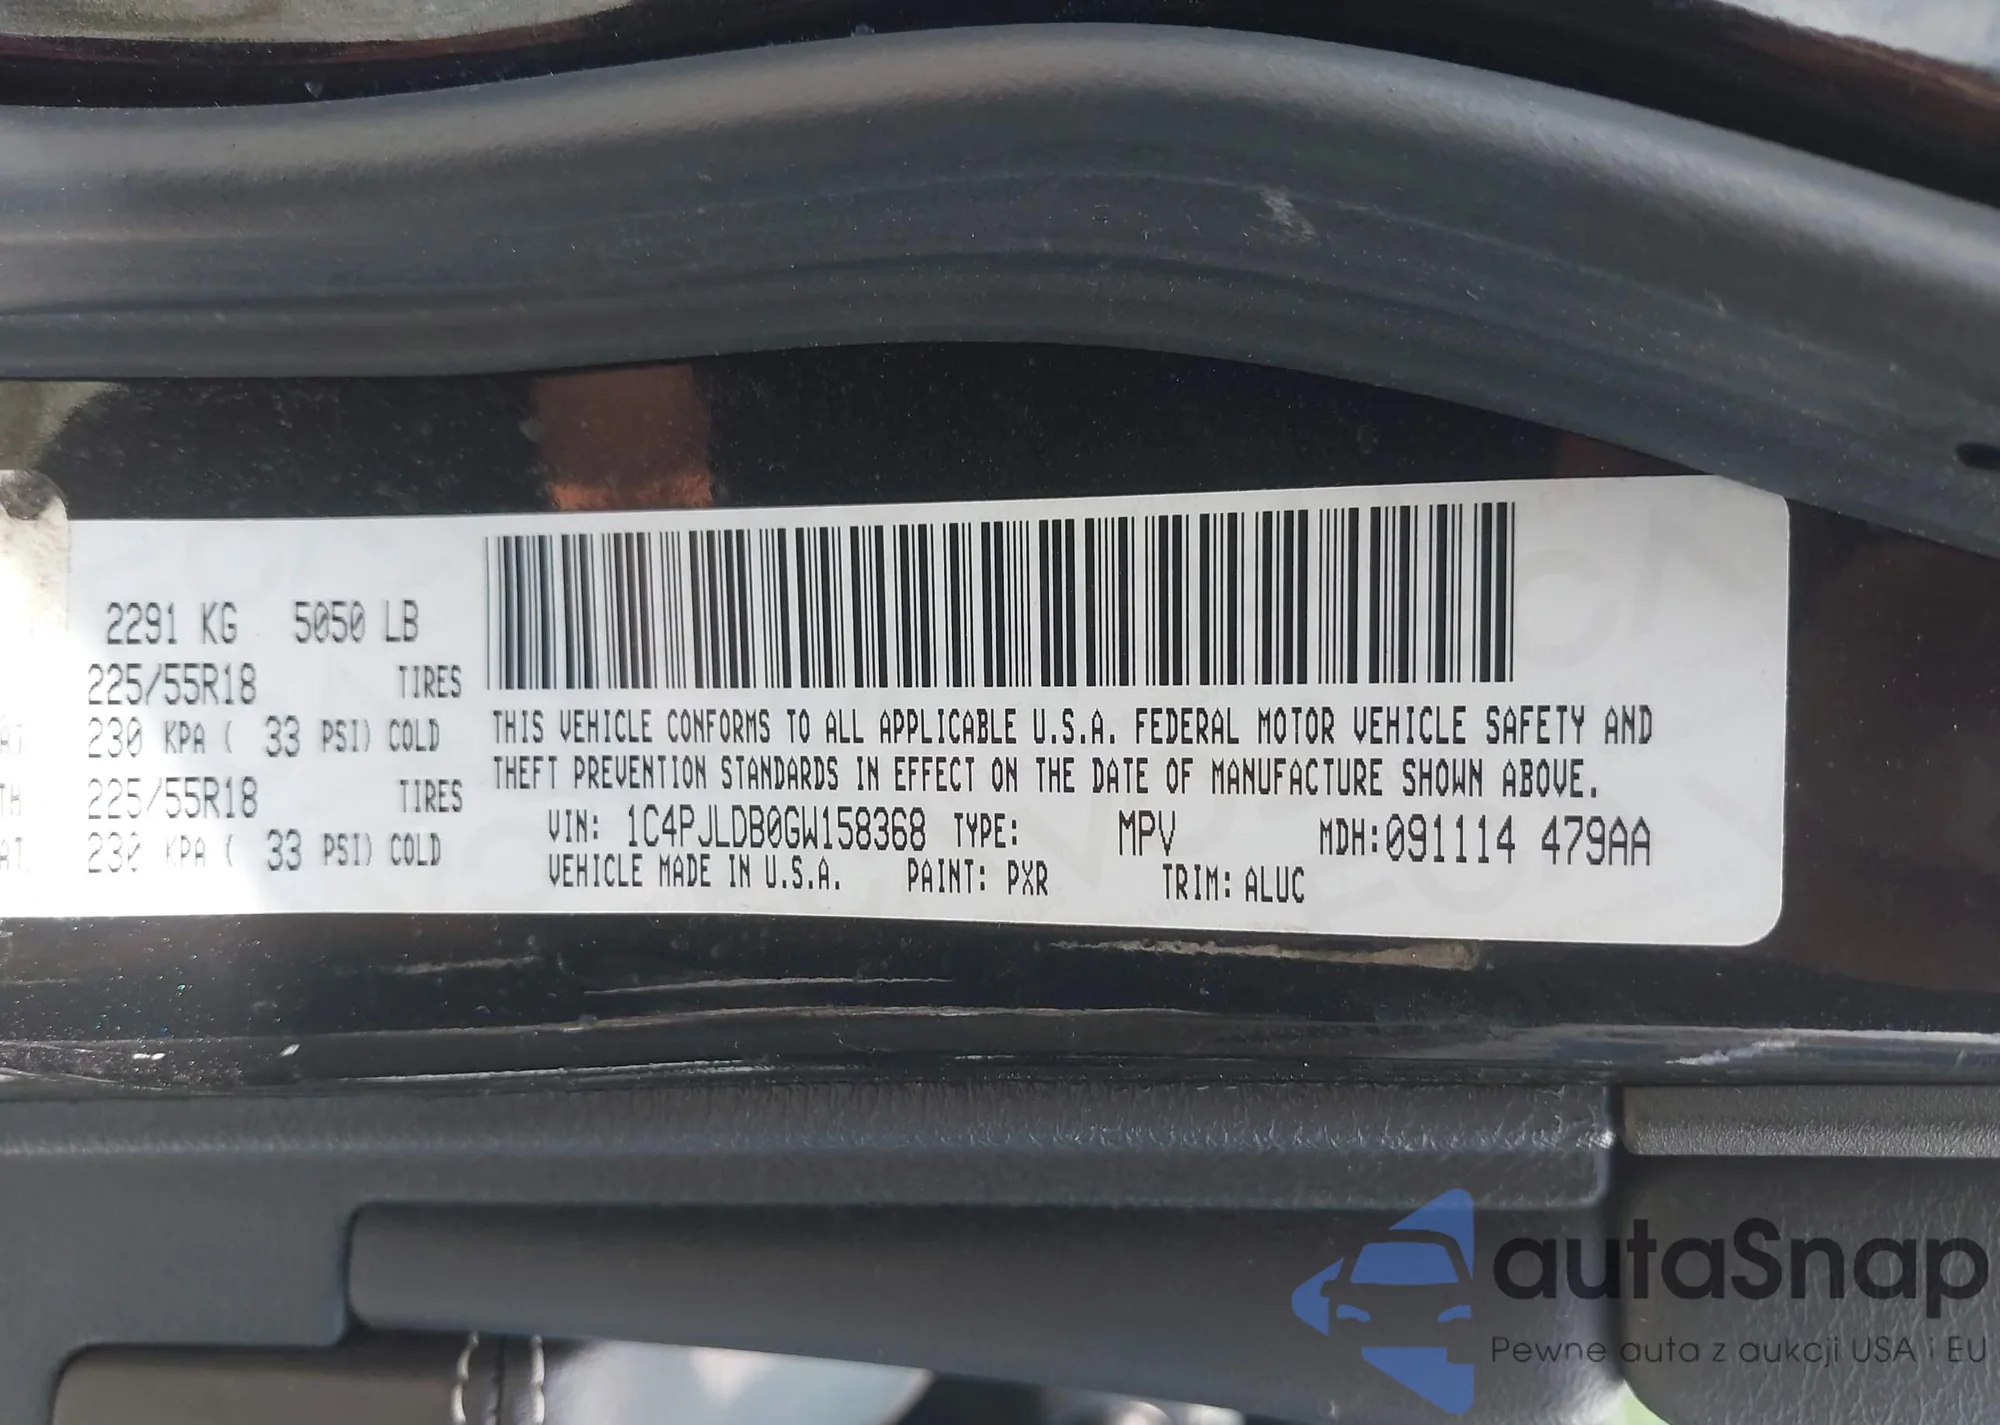 2291 KG 5050 LB
225/55R18 TIRES
230 KPA ( 33 PSI) COLD
225/55R18 TIRES
230 KPA ( 33 PSI) COLD
THIS VEHICLE CONFORMS TO ALL APPLICABLE U.S.A. FEDERAL MOTOR VEHICLE SAFETY AND
THEFT PREVENTION STANDARDS IN EFFECT ON THE DATE OF MANUFACTURE SHOWN ABOVE.
VIN: 1C4PJLDB0GW158368 TYPE: MPV MDH:091114 479AA
VEHICLE MADE IN U.S.A. PAINT: PXR TRIM: ALUC
autaSnap
Pewne auta z aukcji USA i EU